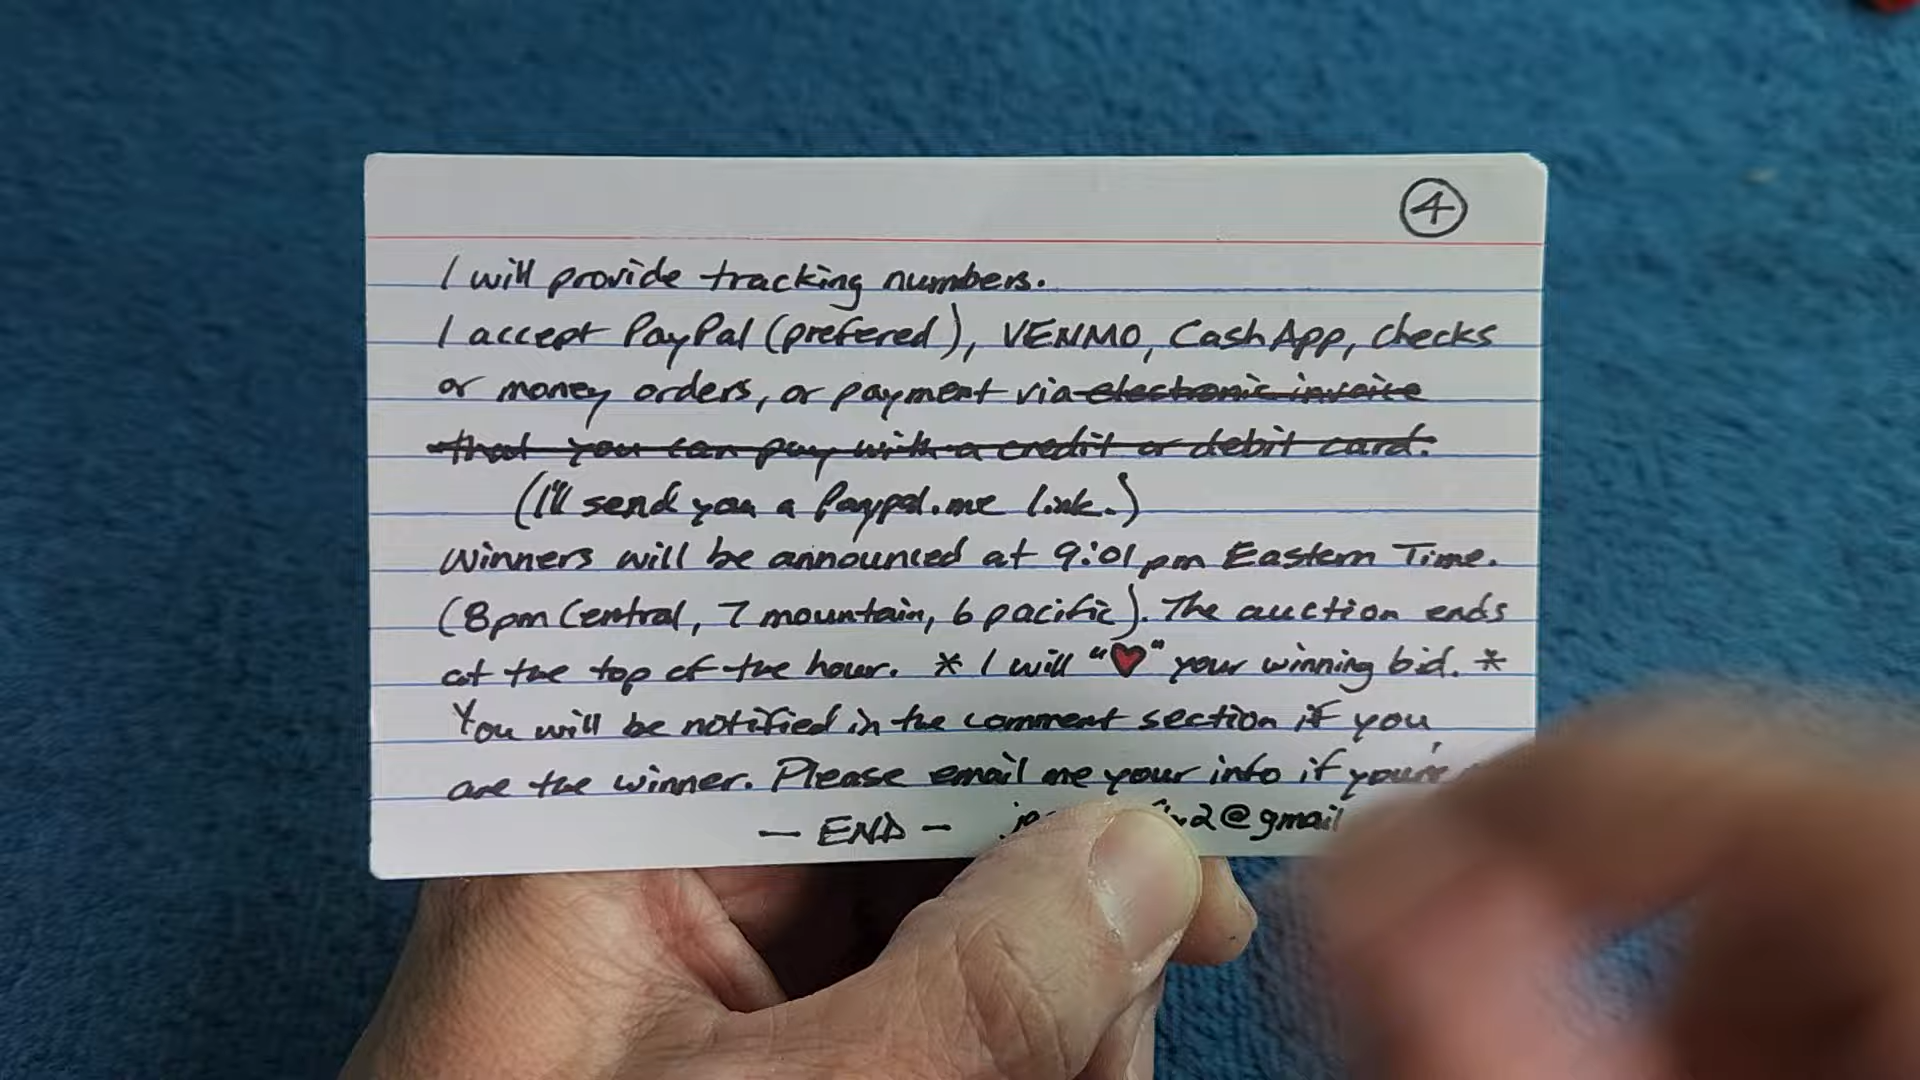 4
I will provide tracking numbers.
I accept PayPal (prefered), VENMO, Cash App, checks
or money orders, or payment via electronic invoice
that you can pay with a credit or debit card.
(I'll send you a Paypal.me link.)
Winners will be announced at 9:01 pm Eastern Time.
(8pm Central, 7 mountain, 6 pacific). The auction ends
at the top of the hour. * I will "♥" your winning bid. *
You will be notified in the comment section if you
are the winner. Please email me your info if you're
— END — @gmail